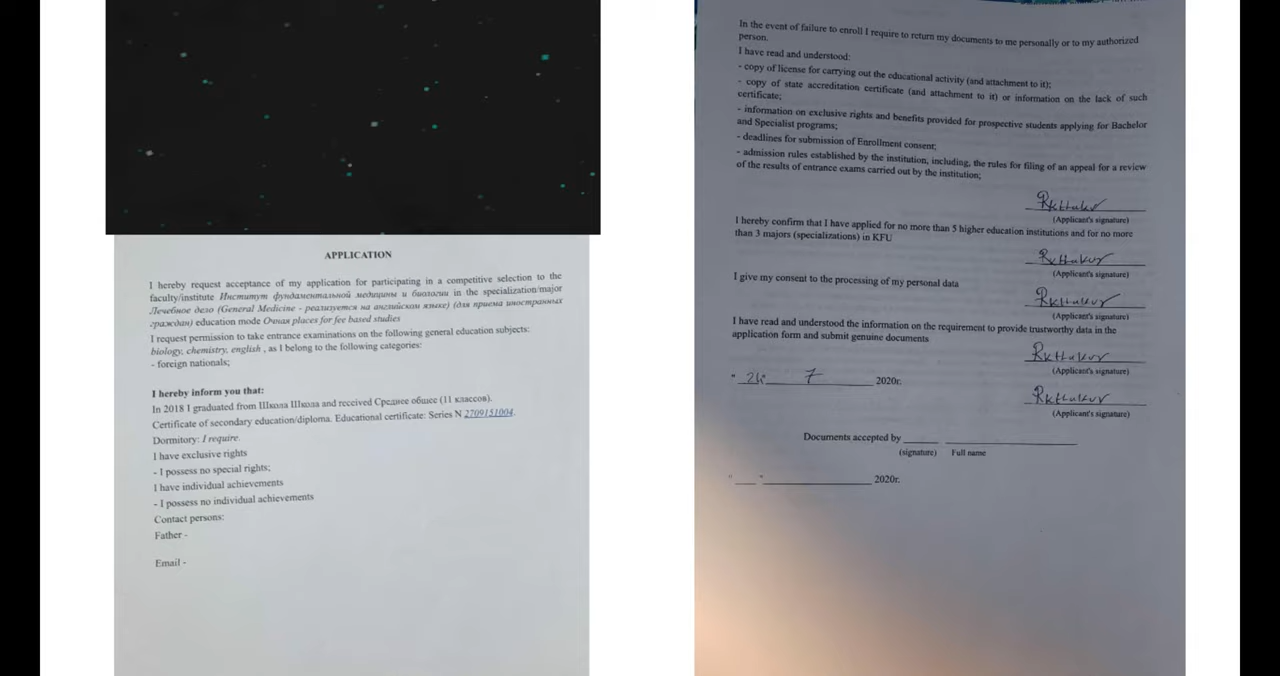 APPLICATION
I hereby request acceptance of my application for participating in a competitive selection to the
faculty/institute Институт фундаментальной медицины и биологии in the specialization/major
Лечебное дело (General Medicine - реализуется на английском языке) (для приема иностранных
граждан) education mode Очная places for fee based studies
I request permission to take entrance examinations on the following general education subjects:
biology, chemistry, english , as I belong to the following categories:
- foreign nationals;
I hereby inform you that:
In 2018 I graduated from Школа Школа and received Среднее общее (11 классов).
Certificate of secondary education/diploma. Educational certificate: Series N 2709151004.
Dormitory: I require.
I have exclusive rights
- I possess no special rights;
I have individual achievements
- I possess no individual achievements
Contact persons:
Father -
Email -
In the event of failure to enroll I require to return my documents to me personally or to my authorized
person.
I have read and understood:
- copy of license for carrying out the educational activity (and attachment to it);
- copy of state accreditation certificate (and attachment to it) or information on the lack of such
certificate;
- information on exclusive rights and benefits provided for prospective students applying for Bachelor
and Specialist programs;
- deadlines for submission of Enrollment consent;
- admission rules established by the institution, including, the rules for filing of an appeal for a review
of the results of entrance exams carried out by the institution;
(Applicant's signature)
I hereby confirm that I have applied for no more than 5 higher education institutions and for no more
than 3 majors (specializations) in KFU
(Applicant's signature)
I give my consent to the processing of my personal data
(Applicant's signature)
I have read and understood the information on the requirement to provide trustworthy data in the
application form and submit genuine documents
(Applicant's signature)
" " 7 2020г.
(Applicant's signature)
Documents accepted by
(signature) Full name
" " 2020г.